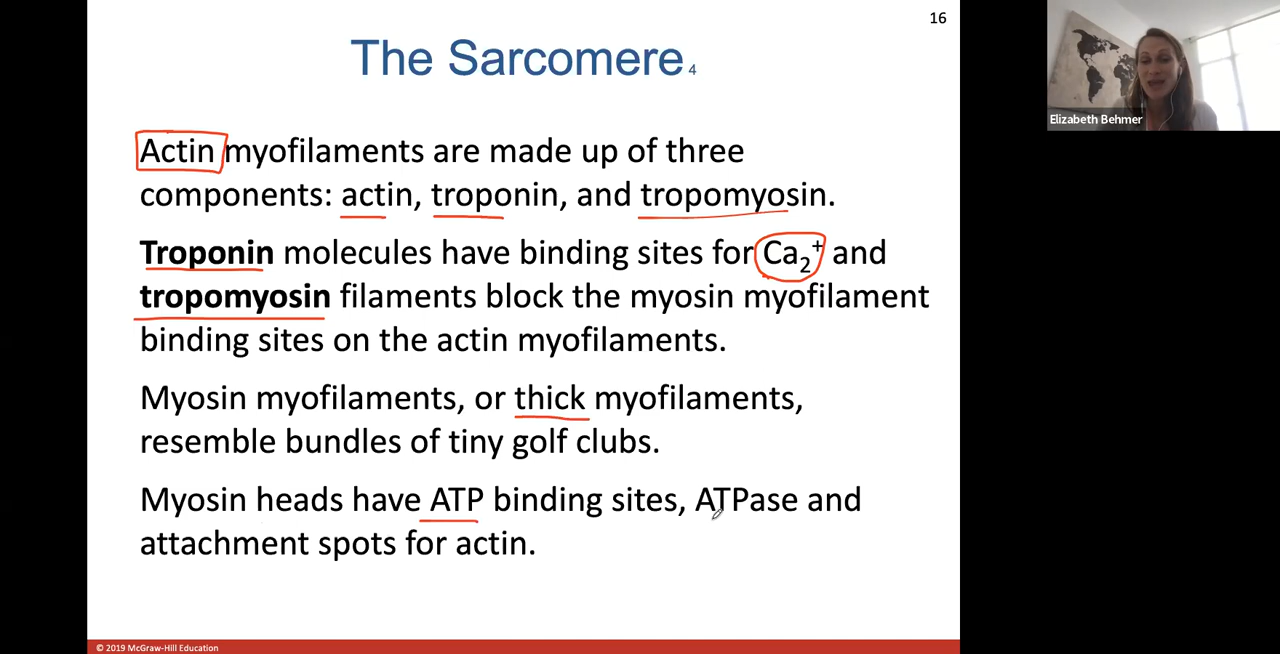 16
The Sarcomere 4
Actin myofilaments are made up of three
components: actin, troponin, and tropomyosin.
Troponin molecules have binding sites for Ca₂⁺ and
tropomyosin filaments block the myosin myofilament
binding sites on the actin myofilaments.
Myosin myofilaments, or thick myofilaments,
resemble bundles of tiny golf clubs.
Myosin heads have ATP binding sites, ATPase and
attachment spots for actin.
© 2019 McGraw-Hill Education
Elizabeth Behmer